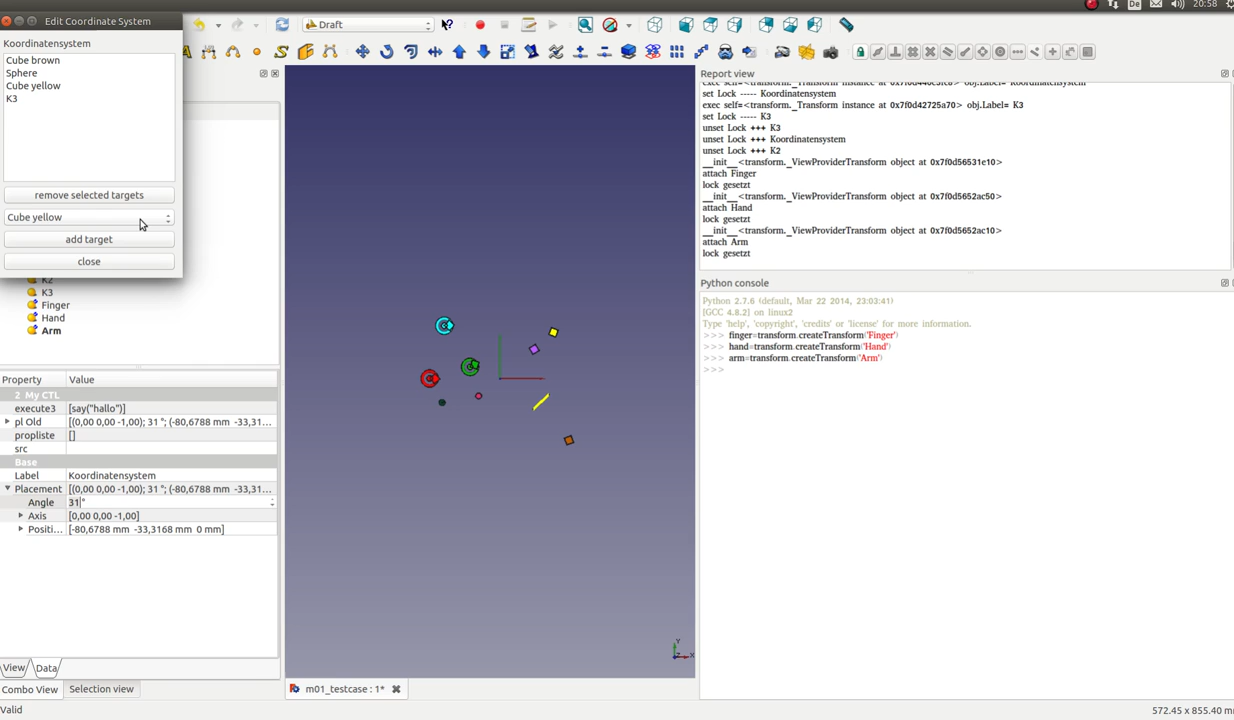 Edit Coordinate System
De
20:58
Koordinatensystem
Cube brown
Sphere
Cube yellow
K3
remove selected targets
Cube yellow
add target
close
K2
K3
Finger
Hand
Arm
Draft
Property Value
2 My CTL
execute3 [say("hallo")]
pl Old [(0,00 0,00 -1,00); 31 °; (-80,6788 mm -33,31...
propliste []
src
Base
Label Koordinatensystem
Placement [(0,00 0,00 -1,00); 31 °; (-80,6788 mm -33,31...
Angle 31 °
Axis [0,00 0,00 -1,00]
Positi... [-80,6788 mm -33,3168 mm 0 mm]
View Data
Combo View Selection view
Valid
m01_testcase : 1*
Y
Z
X
Report view
set Lock ----- Koordinatensystem
exec self=<transform._Transform instance at 0x7f0d42725a70> obj.Label= K3
set Lock ----- K3
unset Lock +++ K3
unset Lock +++ Koordinatensystem
unset Lock +++ K2
__init__<transform._ViewProviderTransform object at 0x7f0d56531e10>
attach Finger
lock gesetzt
__init__<transform._ViewProviderTransform object at 0x7f0d5652ac50>
attach Hand
lock gesetzt
__init__<transform._ViewProviderTransform object at 0x7f0d5652ac10>
attach Arm
lock gesetzt
Python console
Python 2.7.6 (default, Mar 22 2014, 23:03:41)
[GCC 4.8.2] on linux2
Type 'help', 'copyright', 'credits' or 'license' for more information.
>>> finger=transform.createTransform('Finger')
>>> hand=transform.createTransform('Hand')
>>> arm=transform.createTransform('Arm')
>>>
572.45 x 855.40 m